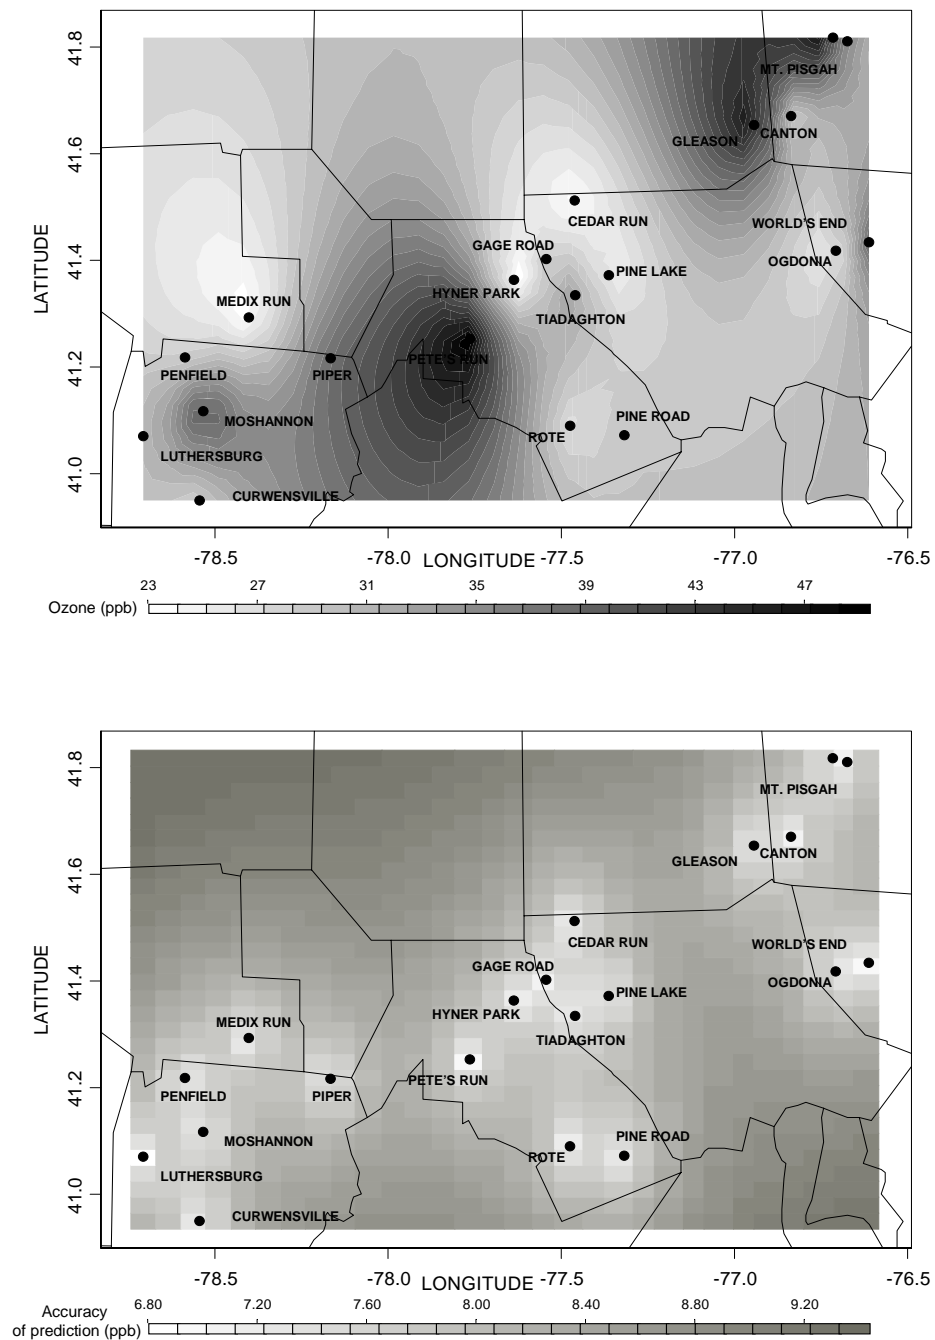 41.8
MT. PISGAH
41.6
GLEASON
CANTON
CEDAR RUN
WORLD'S END
GAGE ROAD
41.4
OGDONIA
LATITUDE
PINE LAKE
HYNER PARK
MEDIX RUN
TIADAGHTON
41.2
PETE'S RUN
PENFIELD
PIPER
MOSHANNON
PINE ROAD
ROTE
LUTHERSBURG
41.0
CURWENSVILLE
-78.5 -78.0 LONGITUDE -77.5 -77.0 -76.5
23 27 31 35 39 43 47
Ozone (ppb)
41.8
MT. PISGAH
41.6
GLEASON
CANTON
CEDAR RUN
WORLD'S END
GAGE ROAD
41.4
OGDONIA
LATITUDE
PINE LAKE
HYNER PARK
MEDIX RUN
TIADAGHTON
41.2
PETE'S RUN
PENFIELD
PIPER
MOSHANNON
PINE ROAD
ROTE
LUTHERSBURG
41.0
CURWENSVILLE
-78.5 -78.0 LONGITUDE -77.5 -77.0 -76.5
6.80 7.20 7.60 8.00 8.40 8.80 9.20
Accuracy
of prediction (ppb)